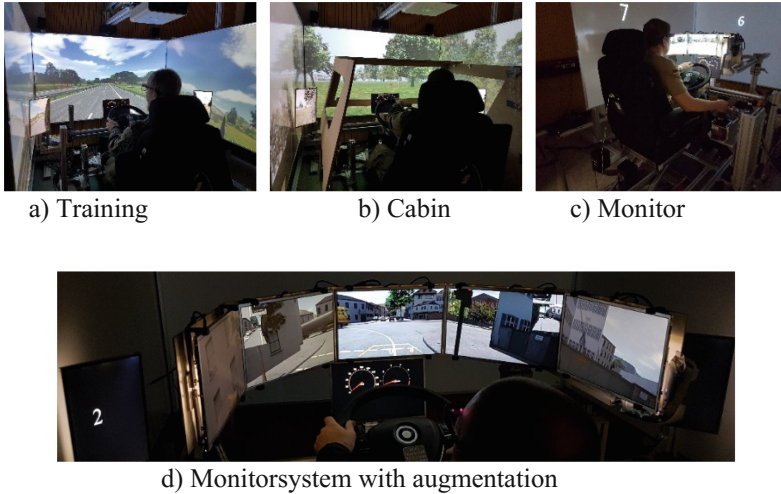 7
6
a) Training
b) Cabin
c) Monitor
2
d) Monitorsystem with augmentation